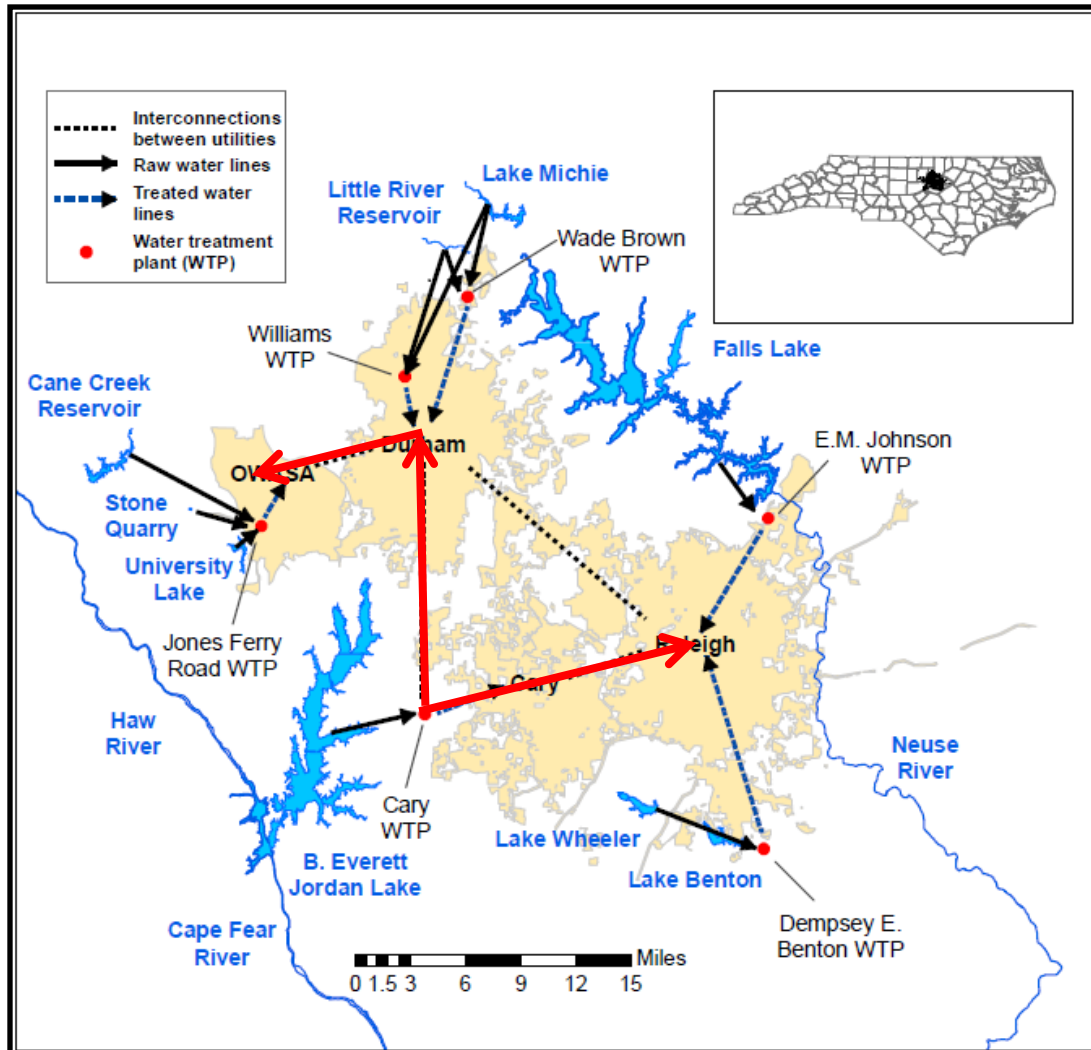 Interconnections
between utilities
Raw water lines
Treated water
lines
Water treatment
plant (WTP)
Lake Michie
Little River
Reservoir
Wade Brown
WTP
Williams
WTP
Falls Lake
Cane Creek
Reservoir
Durham
E.M. Johnson
WTP
OWASA
Stone
Quarry
University
Lake
Jones Ferry
Road WTP
Raleigh
Cary
Haw
River
Neuse
River
Cary
WTP
Lake Wheeler
B. Everett
Jordan Lake
Lake Benton
Cape Fear
River
Dempsey E.
Benton WTP
Miles
0 1.5 3 6 9 12 15